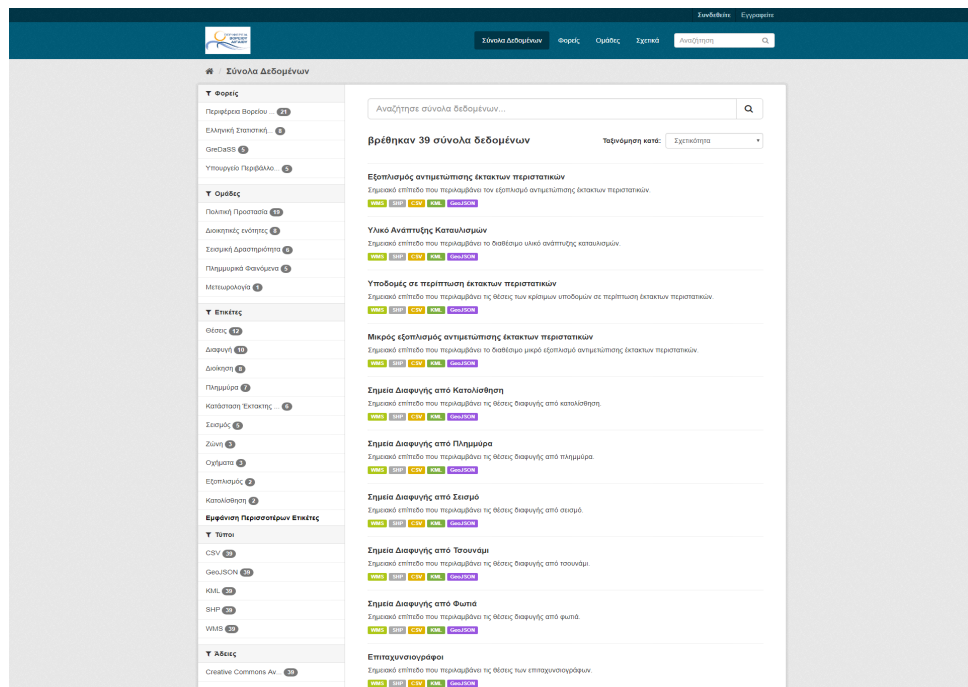 Συνδεθείτε Εγγραφείτε
ΠΕΡΙΦΕΡΕΙΑ
ΒΟΡΕΙΟΥ
ΑΙΓΑΙΟΥ
Σύνολα Δεδομένων Φορείς Ομάδες Σχετικά Αναζήτηση
/ Σύνολα Δεδομένων
Φορείς
Περιφέρεια Βορείου ... 21
Ελληνική Στατιστική... 8
GreDaSS 5
Υπουργείο Περιβάλλο... 5
Ομάδες
Πολιτική Προστασία 19
Διοικητικές ενότητες 8
Σεισμική Δραστηριότητα 6
Πλημμυρικά Φαινόμενα 5
Μετεωρολογία 1
Ετικέτες
Θέσεις 12
Διαφυγή 10
Διοίκηση 8
Πλημμύρα 7
Κατάσταση Έκτακτης ... 6
Σεισμός 5
Ζώνη 3
Οχήματα 3
Εξοπλισμός 2
Κατολίσθηση 2
Εμφάνιση Περισσοτέρων Ετικέτες
Τύποι
CSV 39
GeoJSON 39
KML 39
SHP 39
WMS 39
Άδειες
Creative Commons Av... 39
Αναζήτησε σύνολα δεδομένων...
βρέθηκαν 39 σύνολα δεδομένων
Ταξινόμηση κατά: Σχετικότητα
Εξοπλισμός αντιμετώπισης έκτακτων περιστατικών
Σημειακό επίπεδο που περιλαμβάνει τον εξοπλισμό αντιμετώπισης έκτακτων περιστατικών.
WMS SHP CSV KML GeoJSON
Υλικό Ανάπτυξης Καταυλισμών
Σημειακό επίπεδο που περιλαμβάνει το διαθέσιμο υλικό ανάπτυξης καταυλισμών.
WMS SHP CSV KML GeoJSON
Υποδομές σε περίπτωση έκτακτων περιστατικών
Σημειακό επίπεδο που περιλαμβάνει τις θέσεις των κρίσιμων υποδομών σε περίπτωση έκτακτων περιστατικών.
WMS SHP CSV KML GeoJSON
Μικρός εξοπλισμός αντιμετώπισης έκτακτων περιστατικών
Σημειακό επίπεδο που περιλαμβάνει το διαθέσιμο μικρό εξοπλισμό αντιμετώπισης έκτακτων περιστατικών.
WMS SHP CSV KML GeoJSON
Σημεία Διαφυγής από Κατολίσθηση
Σημειακό επίπεδο που περιλαμβάνει τις θέσεις διαφυγής από κατολίσθηση.
WMS SHP CSV KML GeoJSON
Σημεία Διαφυγής από Πλημμύρα
Σημειακό επίπεδο που περιλαμβάνει τις θέσεις διαφυγής από πλημμύρα.
WMS SHP CSV KML GeoJSON
Σημεία Διαφυγής από Σεισμό
Σημειακό επίπεδο που περιλαμβάνει τις θέσεις διαφυγής από σεισμό.
WMS SHP CSV KML GeoJSON
Σημεία Διαφυγής από Τσουνάμι
Σημειακό επίπεδο που περιλαμβάνει τις θέσεις διαφυγής από τσουνάμι.
WMS SHP CSV KML GeoJSON
Σημεία Διαφυγής από Φωτιά
Σημειακό επίπεδο που περιλαμβάνει τις θέσεις διαφυγής από φωτιά.
WMS SHP CSV KML GeoJSON
Επιταχυνσιογράφοι
Σημειακό επίπεδο που περιλαμβάνει τις θέσεις των επιταχυνσιογράφων.
WMS SHP CSV KML GeoJSON